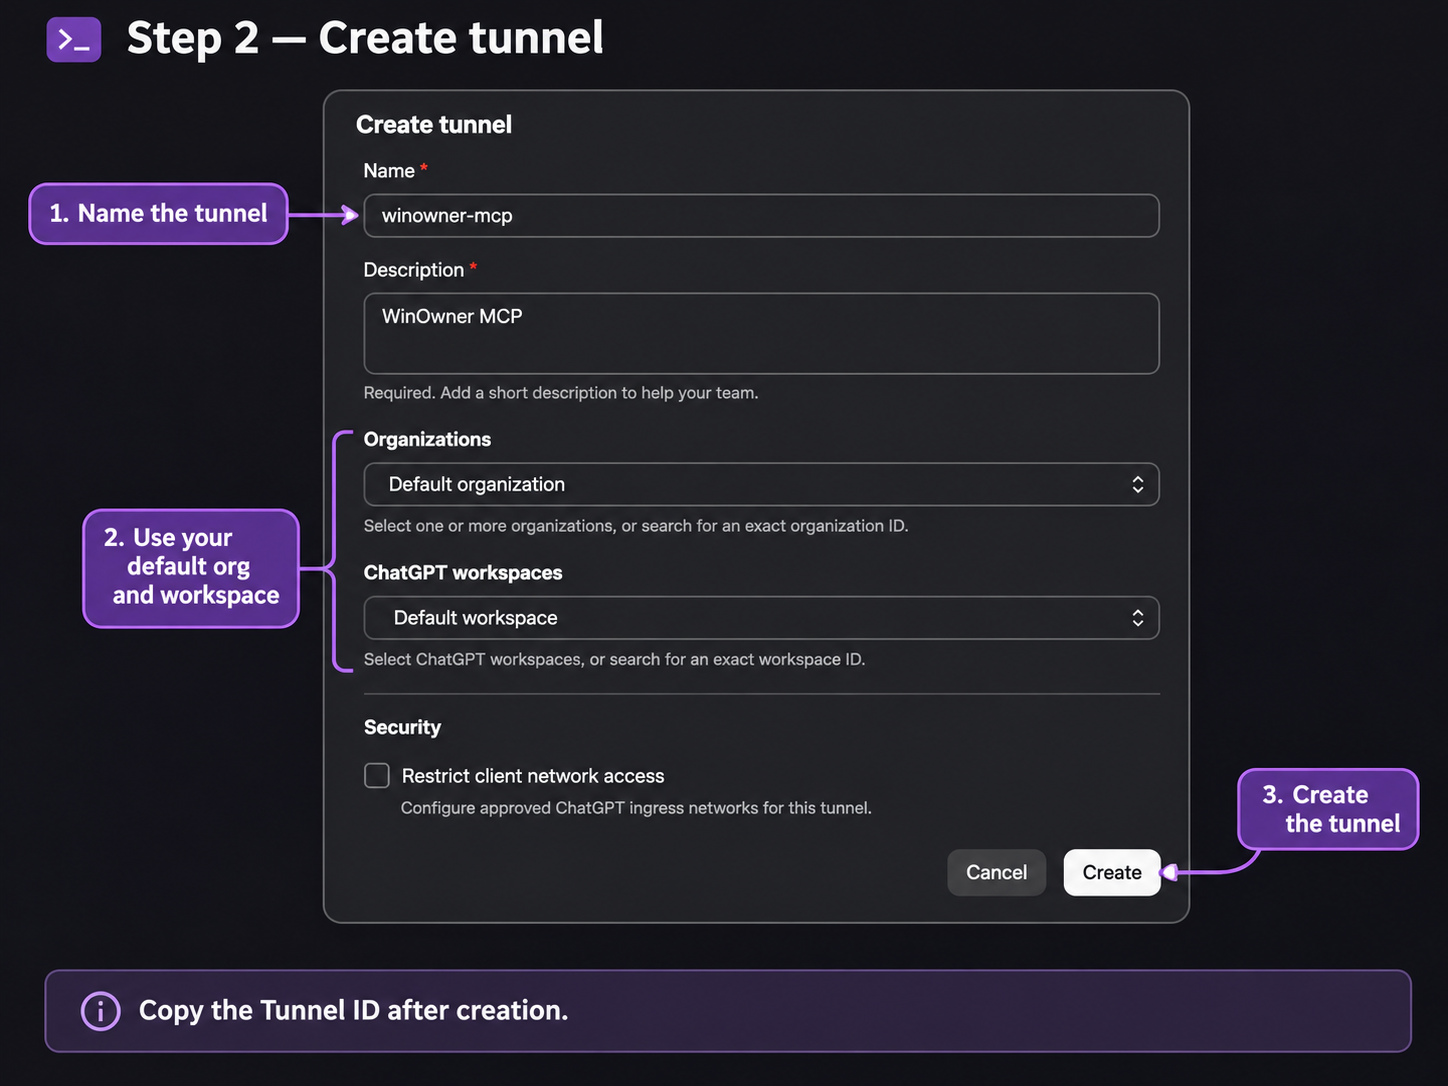 >_
Step 2 — Create tunnel
Create tunnel
Name *
1. Name the tunnel
winowner-mcp
Description *
WinOwner MCP
Required. Add a short description to help your team.
Organizations
Default organization
Select one or more organizations, or search for an exact organization ID.
2. Use your
default org
and workspace
ChatGPT workspaces
Default workspace
Select ChatGPT workspaces, or search for an exact workspace ID.
Security
Restrict client network access
Configure approved ChatGPT ingress networks for this tunnel.
3. Create
the tunnel
Cancel
Create
Copy the Tunnel ID after creation.